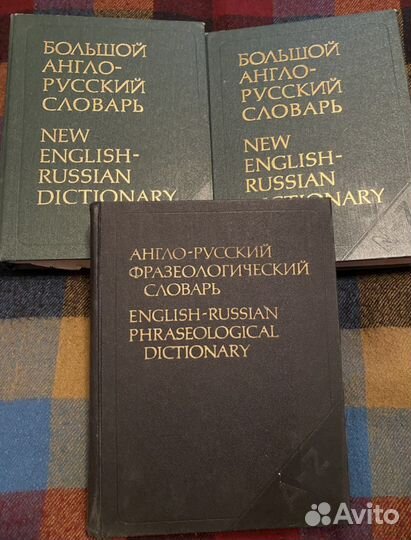 БОЛЬШОЙ
АНГЛО-
РУССКИЙ
СЛОВАРЬ
NEW
ENGLISH-
RUSSIAN
DICTIONARY
БОЛЬШОЙ
АНГЛО-
РУССКИЙ
СЛОВАРЬ
NEW
ENGLISH-
RUSSIAN
DICTIONARY
АНГЛО-РУССКИЙ
ФРАЗЕОЛОГИЧЕСКИЙ
СЛОВАРЬ
ENGLISH-RUSSIAN
PHRASEOLOGICAL
DICTIONARY
A-Z
Avito